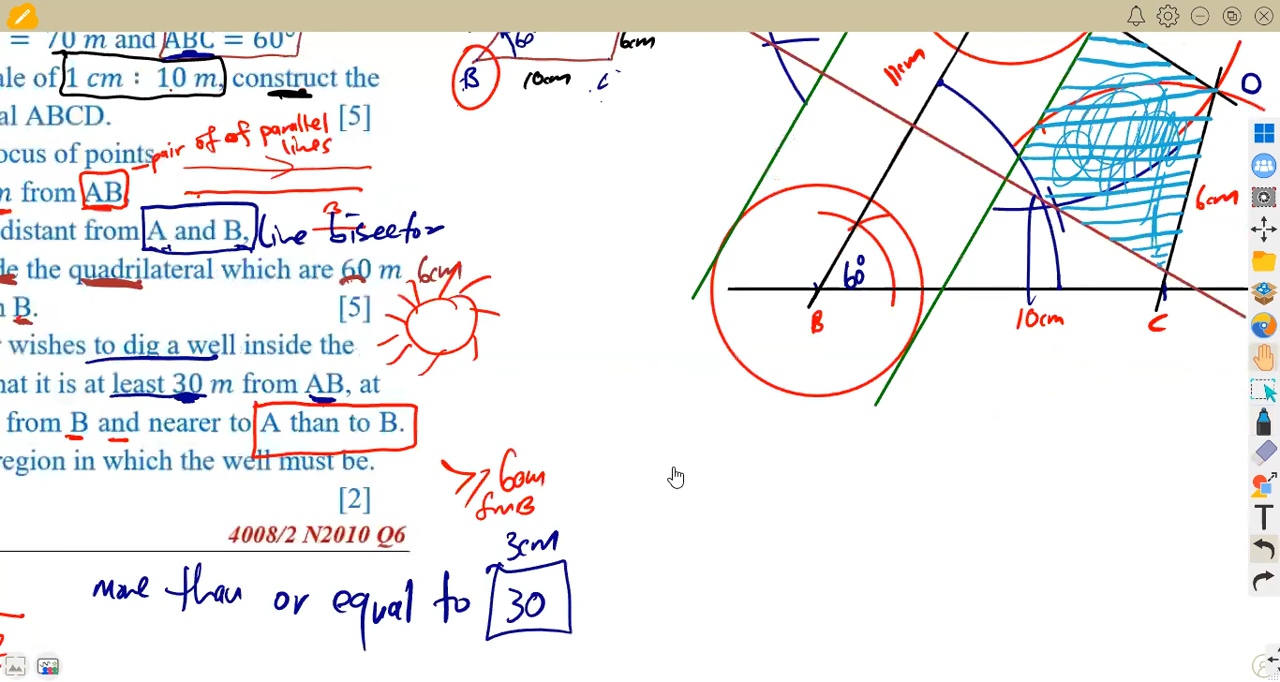 = 70 m and ABC = 60°
ale of 1 cm : 10 m, construct the
al ABCD. [5]
ocus of points
pair of of parallel
lines
m from AB
distant from A and B, line bisector
B
de the quadrilateral which are 60 m
6cm
m B. [5]
r wishes to dig a well inside the
hat it is at least 30 m from AB, at
from B and nearer to A than to B.
region in which the well must be.
[2]
4008/2 N2010 Q6
more than or equal to 30
3cm
⩾ 60m
fmB
60°
6cm
B
10cm
C
11cm
D
6cm
60°
B
10cm
C
T